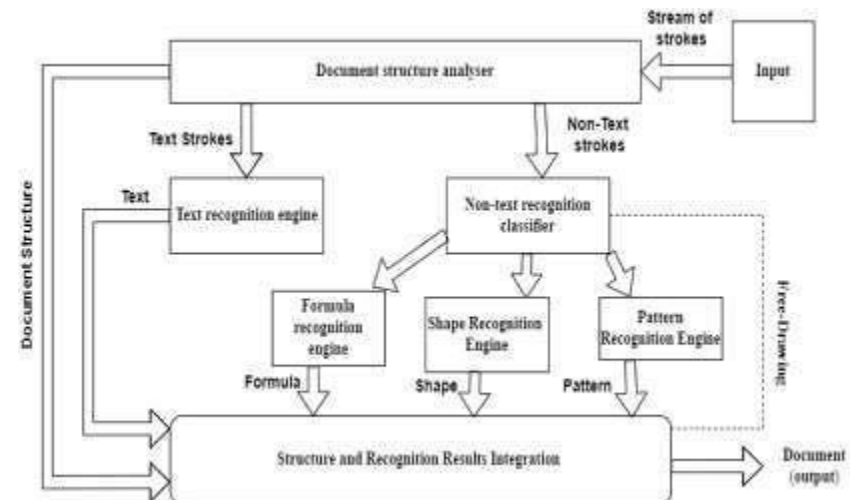 Stream of
strokes
Input
Document structure analyser
Text Strokes
Non-Text
strokes
Document Structure
Text
Text recognition engine
Non-text recognition
classifier
Free-Drawing
Formula
recognition
engine
Shape Recognition
Engine
Pattern
Recognition Engine
Formula
Shape
Pattern
Structure and Recognition Results Integration
Document
(output)